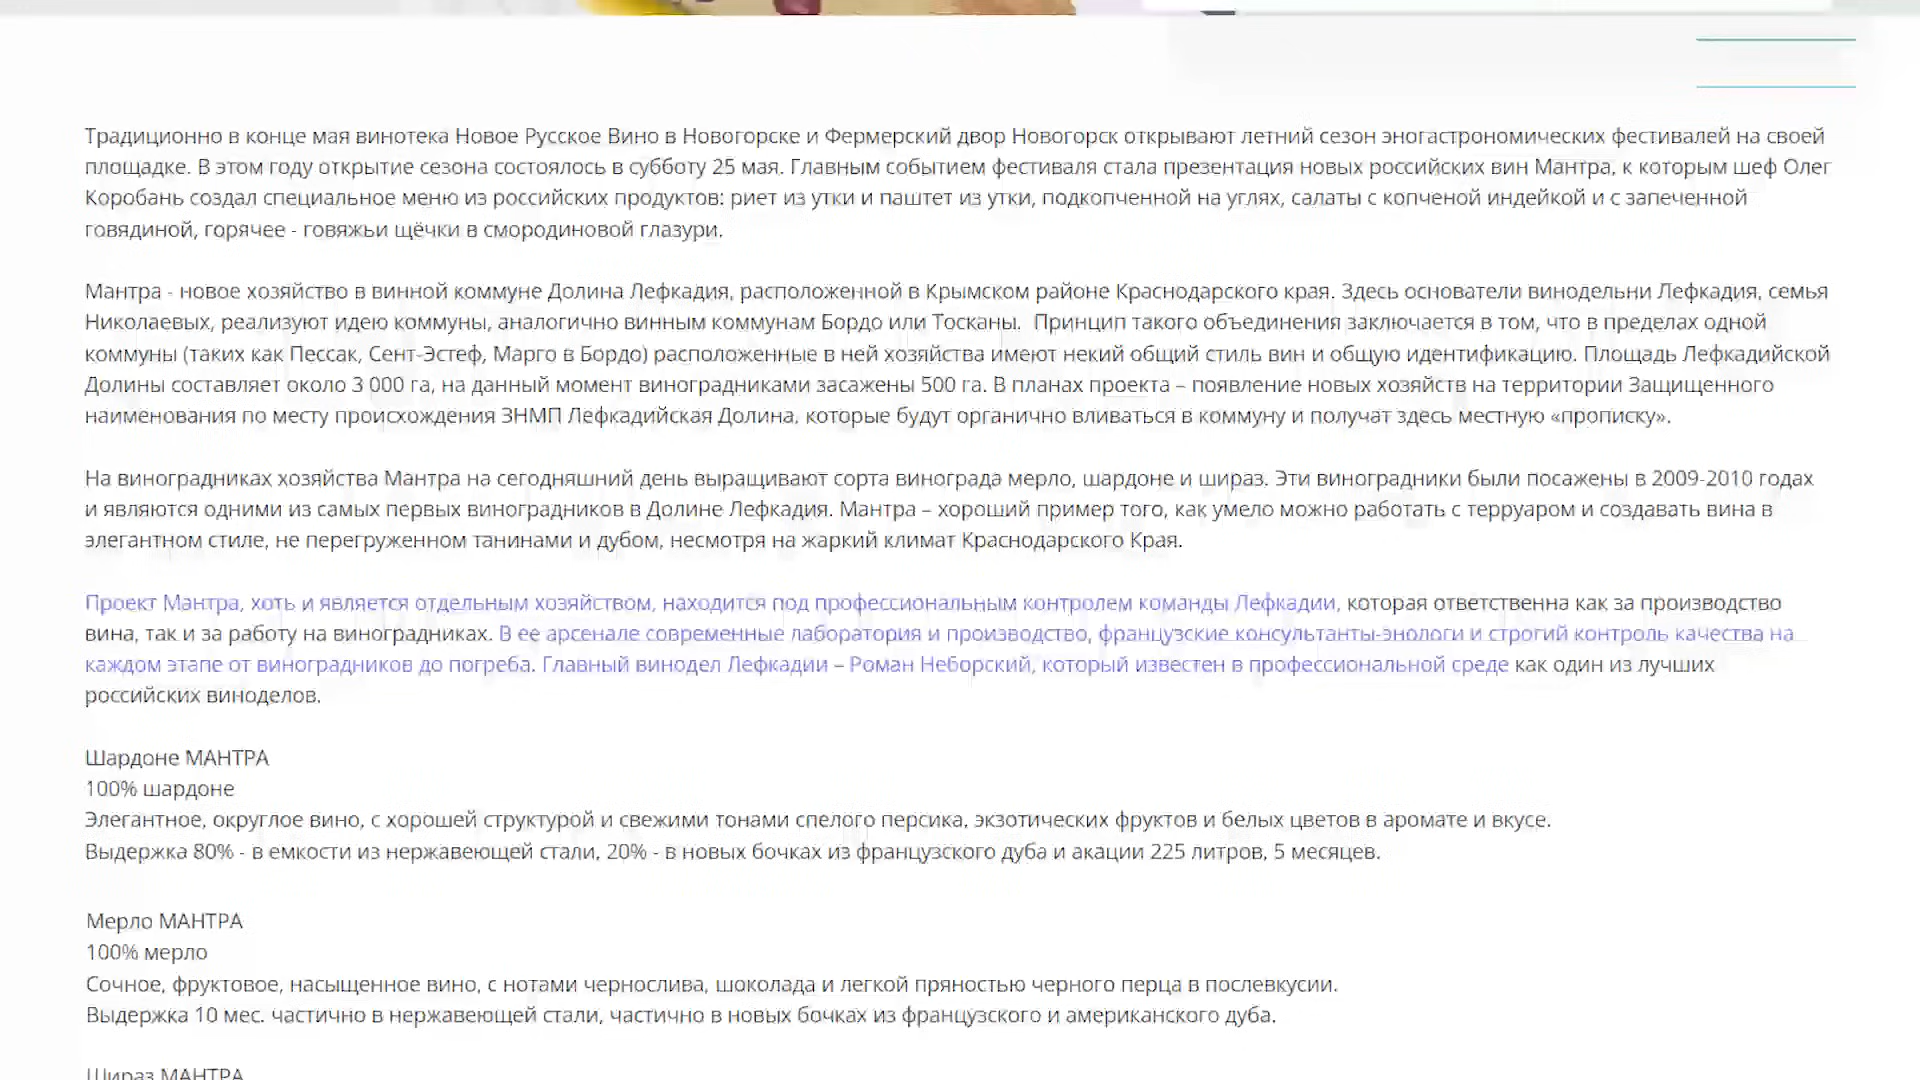 Традиционно в конце мая винотека Новое Русское Вино в Новогорске и Фермерский двор Новогорск открывают летний сезон эногастрономических фестивалей на своей
площадке. В этом году открытие сезона состоялось в субботу 25 мая. Главным событием фестиваля стала презентация новых российских вин Мантра, к которым шеф Олег
Коробань создал специальное меню из российских продуктов: риет из утки и паштет из утки, подкопченной на углях, салаты с копченой индейкой и с запеченной
говядиной, горячее - говяжьи щёчки в смородиновой глазури.
Мантра - новое хозяйство в винной коммуне Долина Лефкадия, расположенной в Крымском районе Краснодарского края. Здесь основатели винодельни Лефкадия, семья
Николаевых, реализуют идею коммуны, аналогично винным коммунам Бордо или Тосканы. Принцип такого объединения заключается в том, что в пределах одной
коммуны (таких как Пессак, Сент-Эстеф, Марго в Бордо) расположенные в ней хозяйства имеют некий общий стиль вин и общую идентификацию. Площадь Лефкадийской
Долины составляет около 3 000 га, на данный момент виноградниками засажены 500 га. В планах проекта – появление новых хозяйств на территории Защищенного
наименования по месту происхождения ЗНМП Лефкадийская Долина, которые будут органично вливаться в коммуну и получат здесь местную «прописку».
На виноградниках хозяйства Мантра на сегодняшний день выращивают сорта винограда мерло, шардоне и шираз. Эти виноградники были посажены в 2009-2010 годах
и являются одними из самых первых виноградников в Долине Лефкадия. Мантра – хороший пример того, как умело можно работать с терруаром и создавать вина в
элегантном стиле, не перегруженном танинами и дубом, несмотря на жаркий климат Краснодарского Края.
Проект Мантра, хоть и является отдельным хозяйством, находится под профессиональным контролем команды Лефкадии, которая ответственна как за производство
вина, так и за работу на виноградниках. В ее арсенале современные лаборатория и производство, французские консультанты-энологи и строгий контроль качества на
каждом этапе от виноградников до погреба. Главный винодел Лефкадии – Роман Неборский, который известен в профессиональной среде как один из лучших
российских виноделов.
Шардоне МАНТРА
100% шардоне
Элегантное, округлое вино, с хорошей структурой и свежими тонами спелого персика, экзотических фруктов и белых цветов в аромате и вкусе.
Выдержка 80% - в емкости из нержавеющей стали, 20% - в новых бочках из французского дуба и акации 225 литров, 5 месяцев.
Мерло МАНТРА
100% мерло
Сочное, фруктовое, насыщенное вино, с нотами чернослива, шоколада и легкой пряностью черного перца в послевкусии.
Выдержка 10 мес. частично в нержавеющей стали, частично в новых бочках из французского и американского дуба.
Шираз МАНТРА